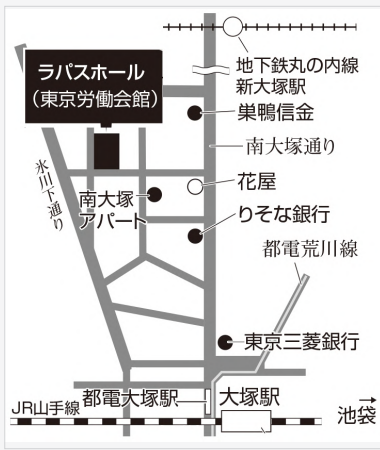 地下鉄丸の内線
新大塚駅
ラパスホール
(東京労働会館)
巣鴨信金
南大塚通り
氷川下通り
花屋
南大塚
アパート
りそな銀行
都電荒川線
東京三菱銀行
都電大塚駅
大塚駅
JR山手線
→
池袋